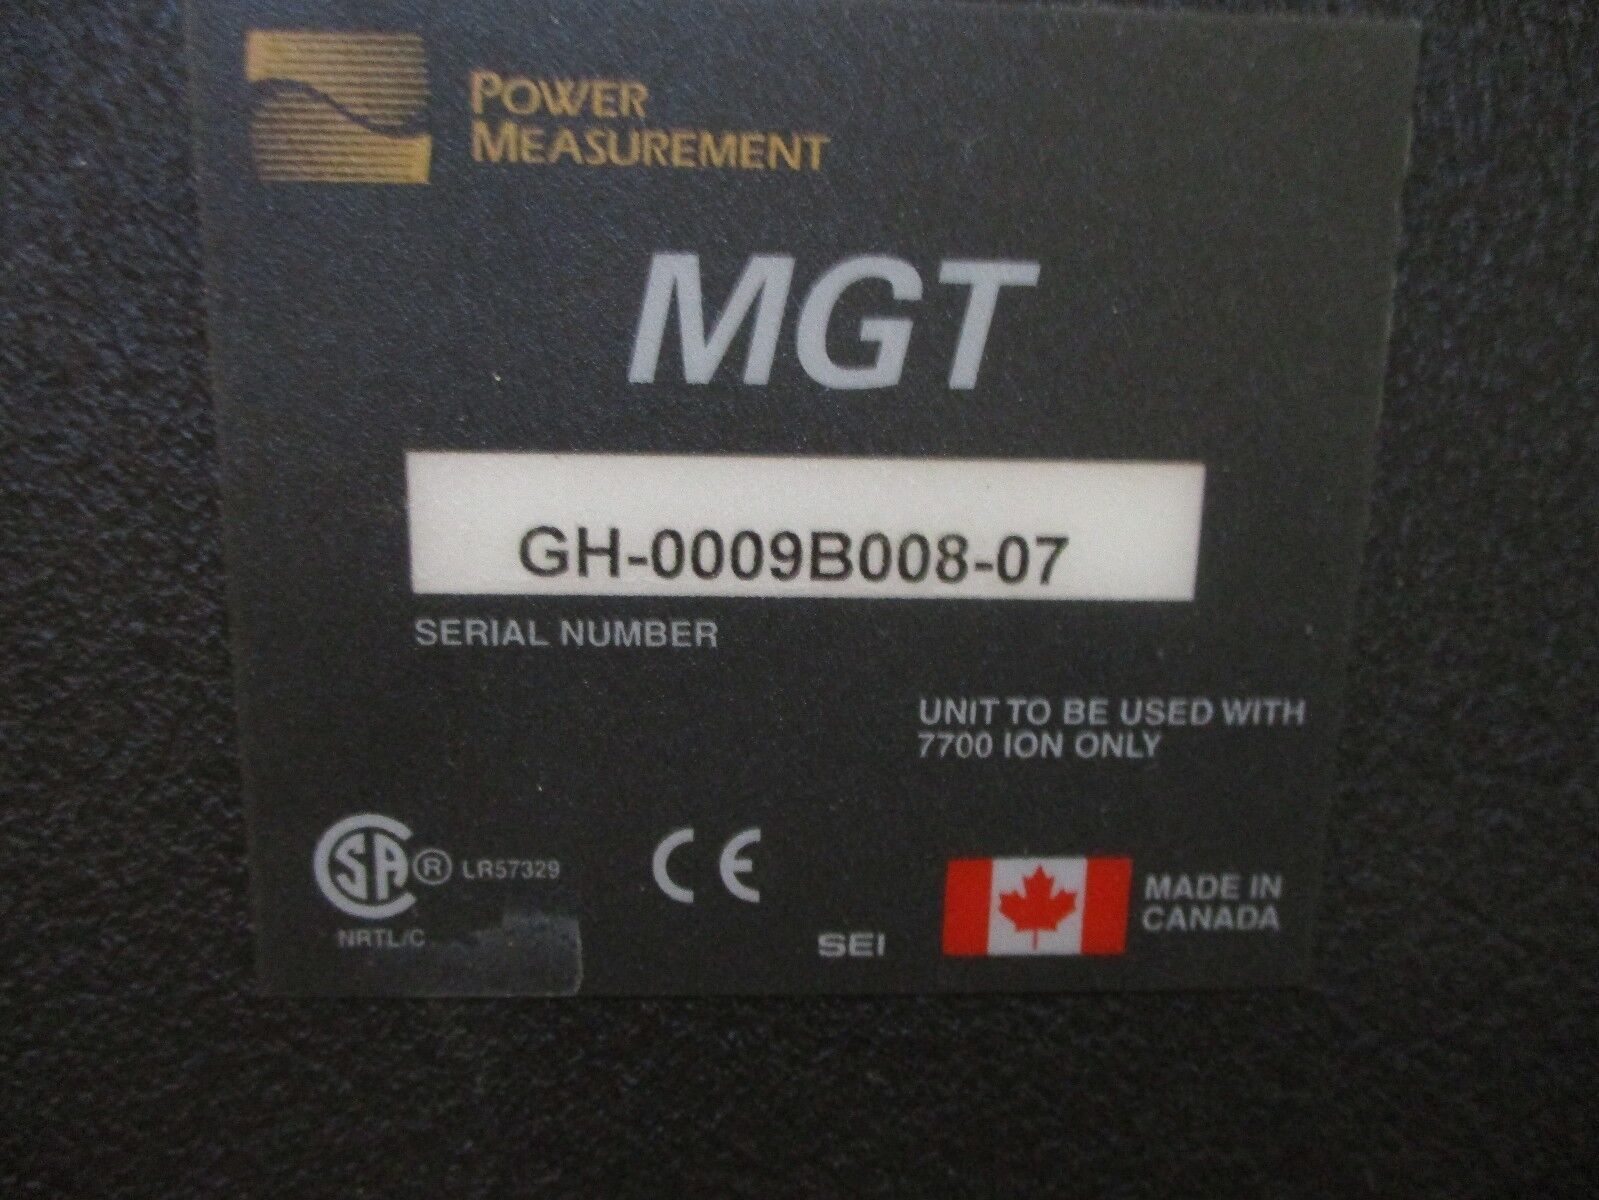 POWER
MEASUREMENT
MGT
GH-0009B008-07
SERIAL NUMBER
UNIT TO BE USED WITH
7700 ION ONLY
SA ® LR57329
NRTL/C
CE
SEI
MADE IN
CANADA